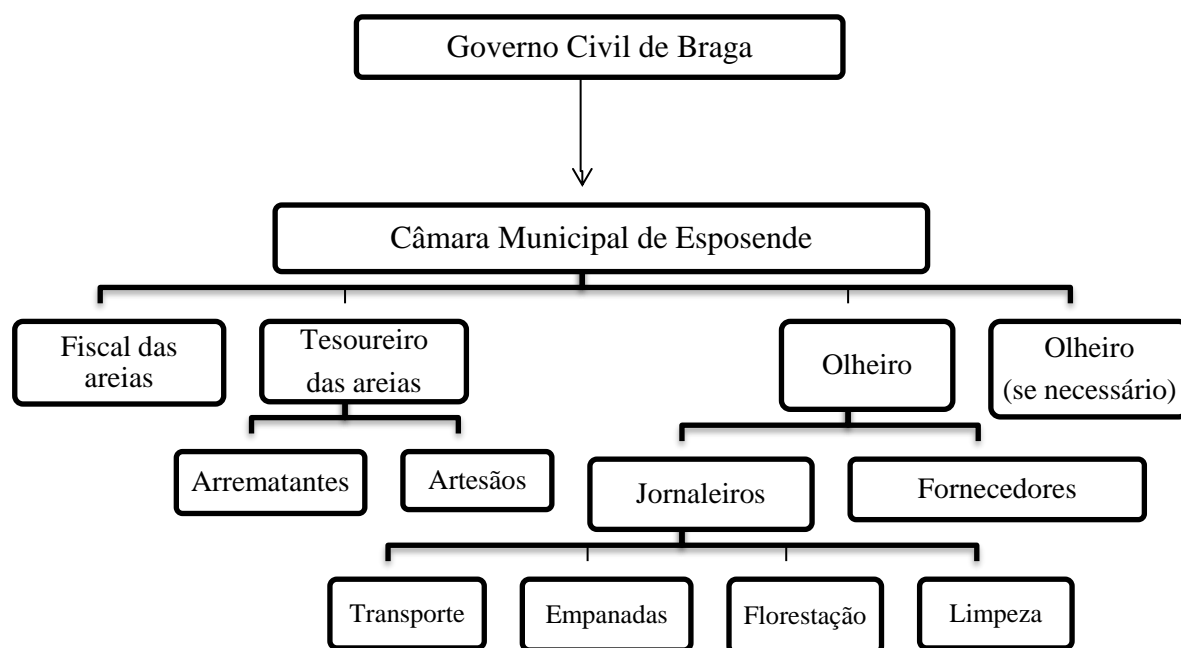 Governo Civil de Braga
Câmara Municipal de Esposende
Fiscal das
areias
Tesoureiro
das areias
Olheiro
Olheiro
(se necessário)
Arrematantes
Artesãos
Jornaleiros
Fornecedores
Transporte
Empanadas
Florestação
Limpeza